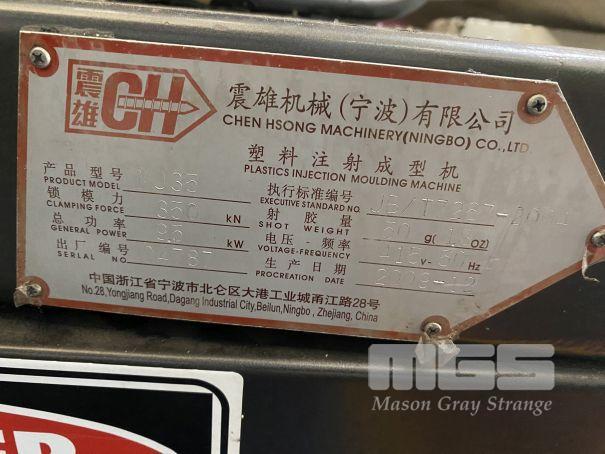 震雄
CH
震雄机械(宁波)有限公司
CHEN HSONG MACHINERY(NINGBO) CO.,LTD
塑料注射成型机
PLASTICS INJECTION MOULDING MACHINE
产品型号
PRODUCT MODEL
执行标准编号
EXECUTIVE STANDARD NO.
锁模力
CLAMPING FORCE 350 kN
射胶量
SHOT WEIGHT g( OZ)
总功率
GENERAL POWER kW
电压-频率
VOLTAGE-FREQUENCY 415 V- Hz
出厂编号
SERIAL NO
生产日期
PROCREATION DATE 2009-12
中国浙江省宁波市北仑区大港工业城甬江路28号
No.28,Yongjiang Road,Dagang Industrial City,Beilun,Ningbo, Zhejiang, China
MGS
Mason Gray Strange